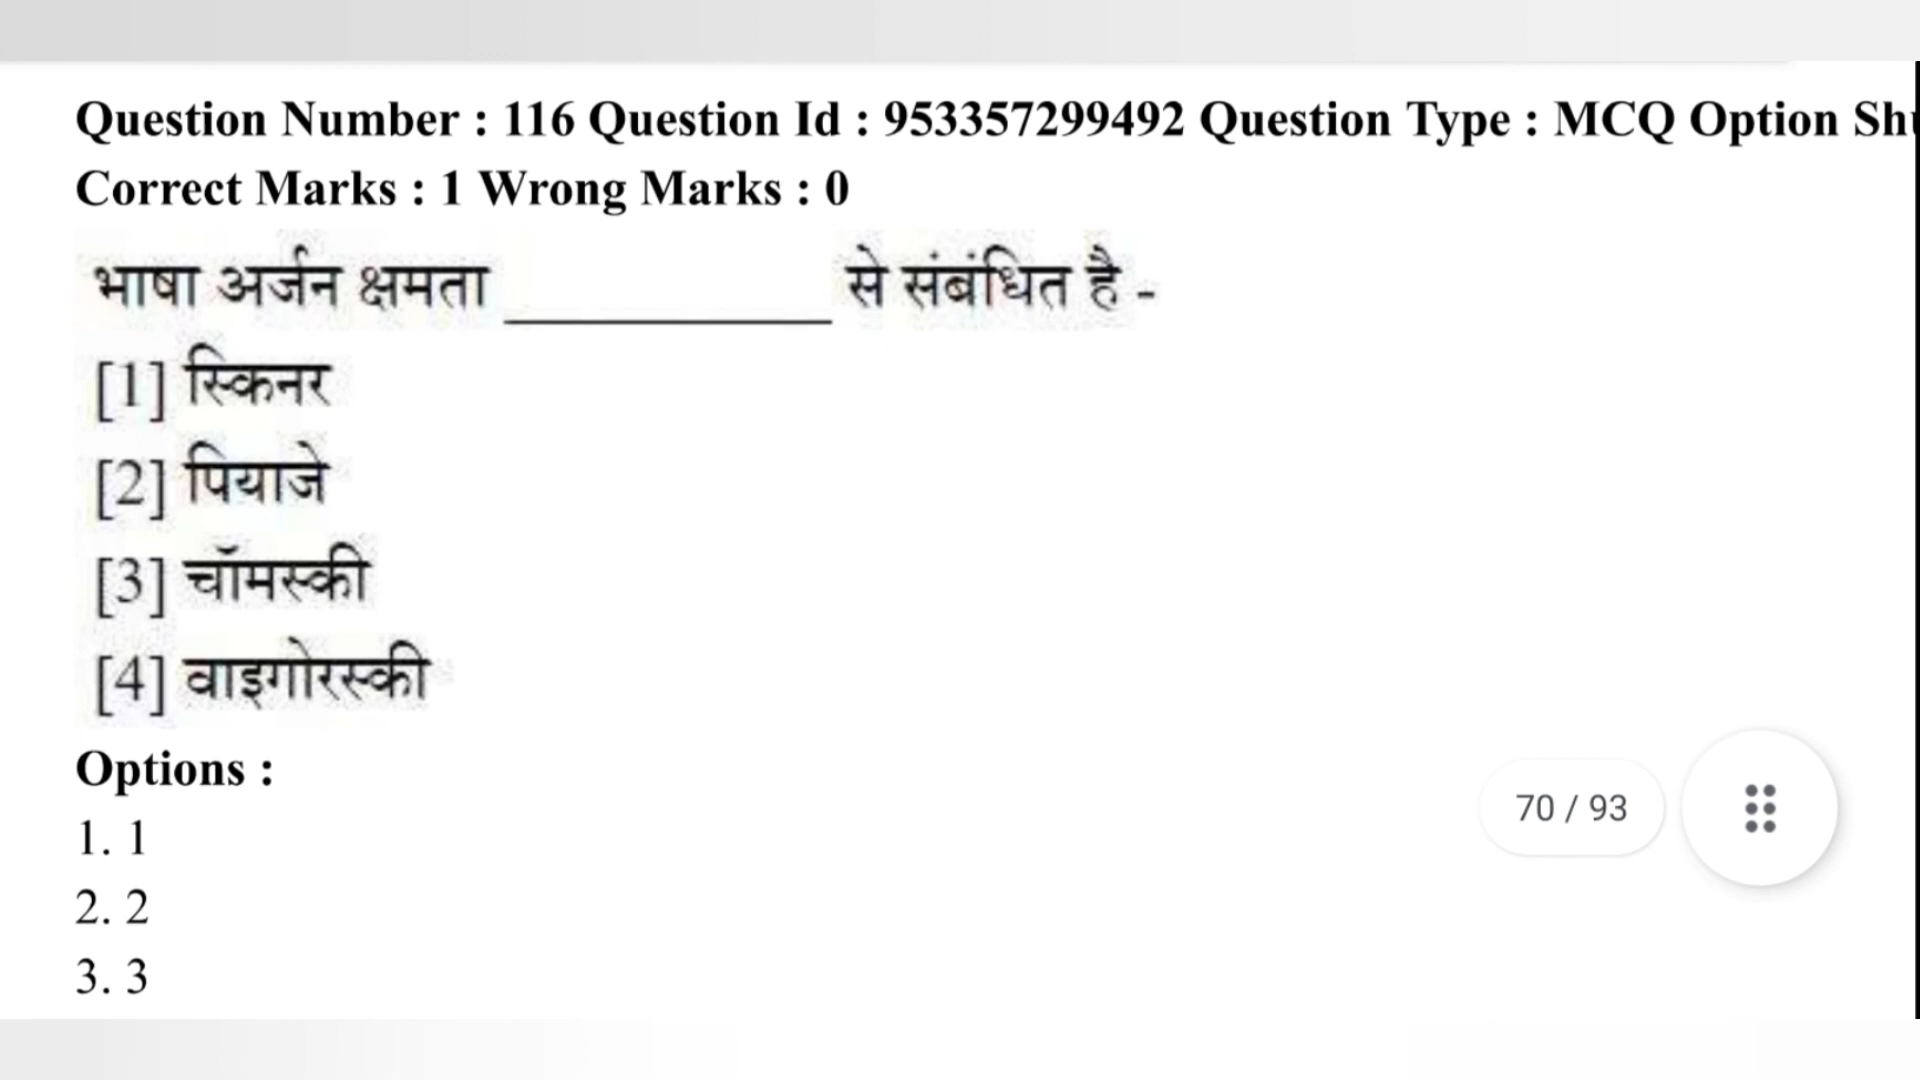 Question Number : 116 Question Id : 953357299492 Question Type : MCQ Option
Correct Marks : 1 Wrong Marks : 0
भाषा अर्जन क्षमता __________ से संबंधित है -
[1] स्किनर
[2] पियाजे
[3] चॉमस्की
[4] वाइगोरस्की
Options :
1. 1
70 / 93
2. 2
3. 3